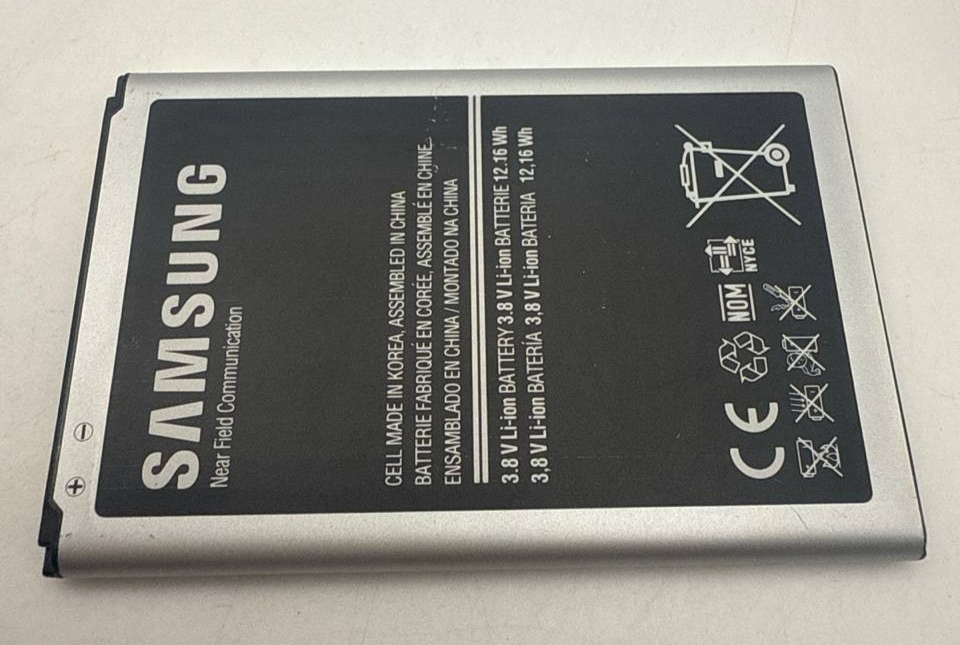 SAMSUNG
Near Field Communication
CELL MADE IN KOREA, ASSEMBLED IN CHINA
BATTERIE FABRIQUÉ EN CORÉE, ASSEMBLÉ EN CHINE
ENSAMBLADO EN CHINA / MONTADO NA CHINA
3.8 V Li-ion BATTERY 3.8 V Li-ion BATTERIE 12.16 Wh
3,8 V Li-ion BATERÍA 3,8 V Li-ion BATERIA 12,16 Wh
CE
NOM
NYCE